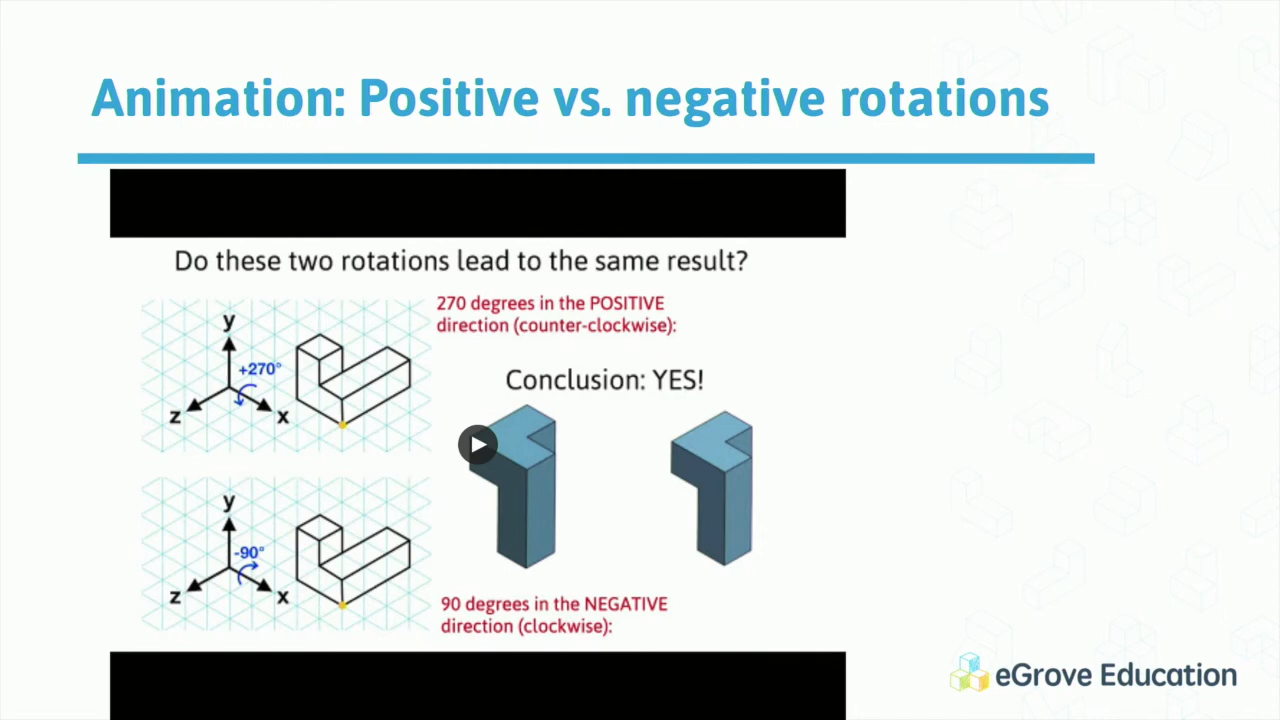 Animation: Positive vs. negative rotations
Do these two rotations lead to the same result?
270 degrees in the POSITIVE
direction (counter-clockwise):
y
+270°
z
x
Conclusion: YES!
y
-90°
z
x
90 degrees in the NEGATIVE
direction (clockwise):
eGrove Education